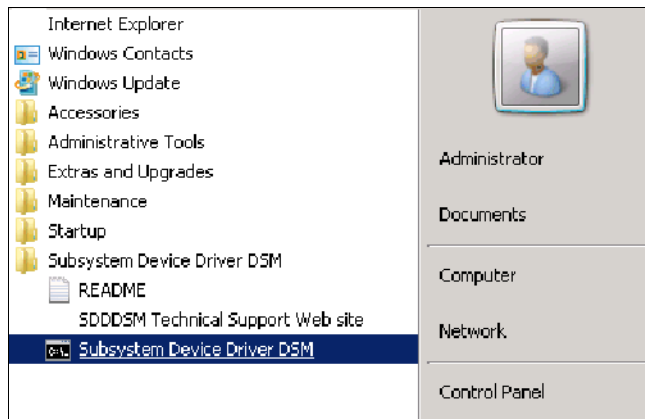 Internet Explorer
Windows Contacts
Windows Update
Accessories
Administrative Tools
Extras and Upgrades
Maintenance
Startup
Subsystem Device Driver DSM
README
SDDDSM Technical Support Web site
Subsystem Device Driver DSM
Administrator
Documents
Computer
Network
Control Panel